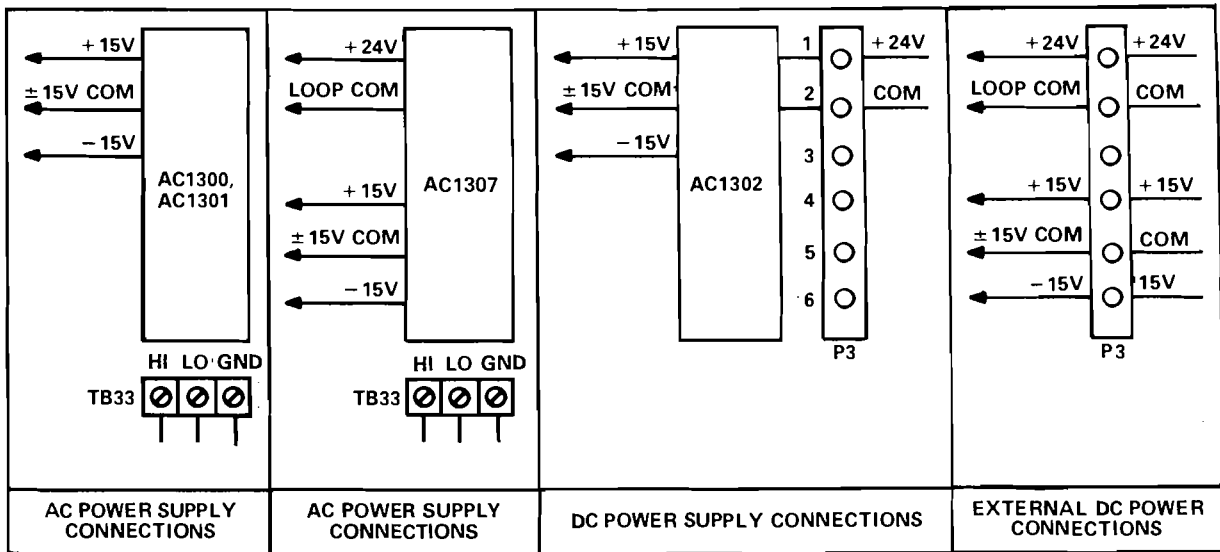 +15V
±15V COM
-15V
AC1300,
AC1301
HI LO GND
TB33
AC POWER SUPPLY
CONNECTIONS
+24V
LOOP COM
+15V
±15V COM
-15V
AC1307
HI LO GND
TB33
AC POWER SUPPLY
CONNECTIONS
+15V
±15V COM
-15V
AC1302
1
2
3
4
5
6
+24V
COM
P3
DC POWER SUPPLY CONNECTIONS
+24V +24V
LOOP COM COM
+15V +15V
±15V COM COM
-15V 15V
P3
EXTERNAL DC POWER
CONNECTIONS